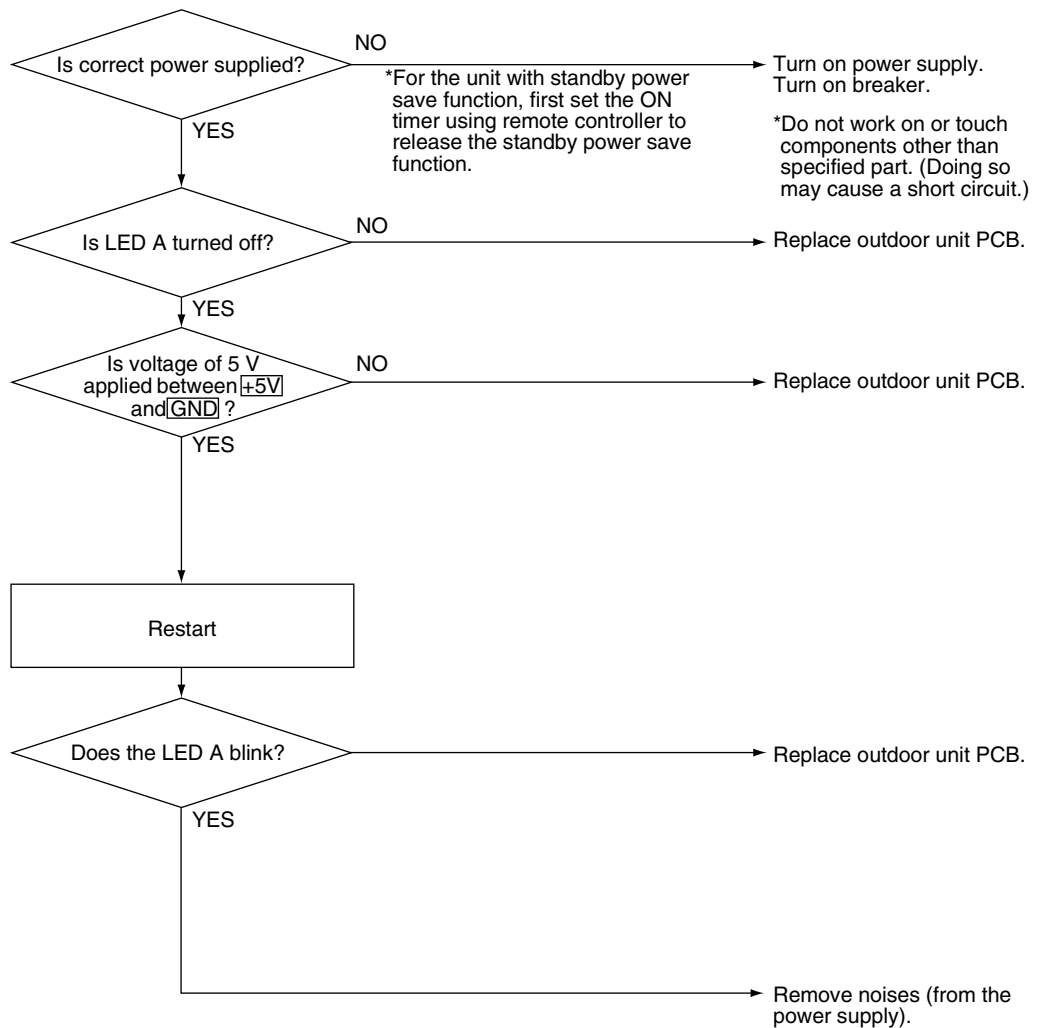 Is correct power supplied?
NO
*For the unit with standby power
save function, first set the ON
timer using remote controller to
release the standby power save
function.
Turn on power supply.
Turn on breaker.
*Do not work on or touch
components other than
specified part. (Doing so
may cause a short circuit.)
YES
Is LED A turned off?
NO
Replace outdoor unit PCB.
YES
Is voltage of 5 V
applied between +5V
and GND ?
NO
Replace outdoor unit PCB.
YES
Restart
Does the LED A blink?
Replace outdoor unit PCB.
YES
Remove noises (from the
power supply).